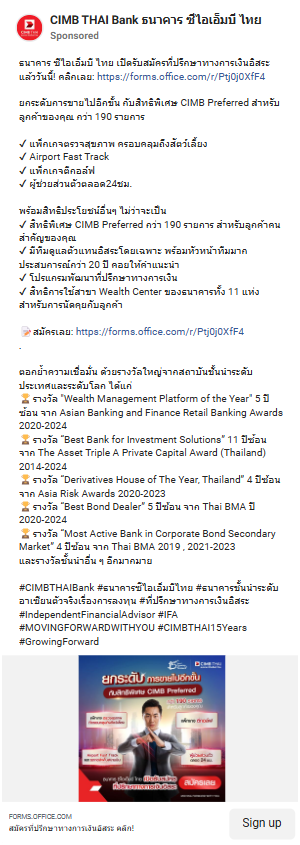 CIMB THAI Bank ธนาคาร ซีไอเอ็มบี ไทย
Sponsored
ธนาคาร ซีไอเอ็มบี ไทย เปิดรับสมัครที่ปรึกษาทางการเงินอิสระ
แล้ววันนี้! คลิกเลย: https://forms.office.com/r/Ptj0j0XfF4
ยกระดับการขายไปอีกขั้น กับสิทธิพิเศษ CIMB Preferred สำหรับ
ลูกค้าของคุณ กว่า 190 รายการ
✓ แพ็กเกจตรวจสุขภาพ ครอบคลุมถึงสัตว์เลี้ยง
✓ Airport Fast Track
✓ แพ็กเกจตีกอล์ฟ
✓ ผู้ช่วยส่วนตัวตลอด24ชม.
พร้อมสิทธิประโยชน์อื่นๆ ไม่ว่าจะเป็น
✓ สิทธิพิเศษ CIMB Preferred กว่า 190 รายการ สำหรับลูกค้าคน
สำคัญของคุณ
✓ มีทีมดูแลตัวแทนอิสระโดยเฉพาะ พร้อมหัวหน้าทีมมาก
ประสบการณ์กว่า 20 ปี คอยให้คำแนะนำ
✓ โปรแกรมพัฒนาที่ปรึกษาทางการเงิน
✓ สิทธิการใช้สาขา Wealth Center ของธนาคารทั้ง 11 แห่ง
สำหรับการนัดคุยกับลูกค้า
📝สมัครเลย: https://forms.office.com/r/Ptj0j0XfF4
.
ตอกย้ำความเชื่อมั่น ด้วยรางวัลใหญ่จากสถาบันชั้นนำระดับ
ประเทศและระดับโลก ได้แก่
🏆รางวัล "Wealth Management Platform of the Year" 5 ปี
ซ้อน จาก Asian Banking and Finance Retail Banking Awards
2020-2024
🏆รางวัล "Best Bank for Investment Solutions" 11 ปีซ้อน
จาก The Asset Triple A Private Capital Award (Thailand)
2014-2024
🏆รางวัล "Derivatives House of The Year, Thailand" 4 ปีซ้อน
จาก Asia Risk Awards 2020-2023
🏆รางวัล "Best Bond Dealer" 5 ปีซ้อน จาก Thai BMA ปี
2020-2024
🏆รางวัล "Most Active Bank in Corporate Bond Secondary
Market" 4 ปีซ้อน จาก Thai BMA 2019 , 2021-2023
และรางวัลชั้นนำอื่น ๆ อีกมากมาย
#CIMBTHAIBank #ธนาคารซีไอเอ็มบีไทย #ธนาคารชั้นนำระดับ
อาเซียนตัวจริงเรื่องการลงทุน #ที่ปรึกษาทางการเงินอิสระ
#IndependentFinancialAdvisor #IFA
#MOVINGFORWARDWITHYOU #CIMBTHAI15Years
#GrowingForward
CIMB THAI
ยกระดับ การขายไปอีกขั้น
กับสิทธิพิเศษ CIMB Preferred
สมัครเลย
FORMS.OFFICE.COM
สมัครที่ปรึกษาทางการเงินอิสระ คลิก!
Sign up